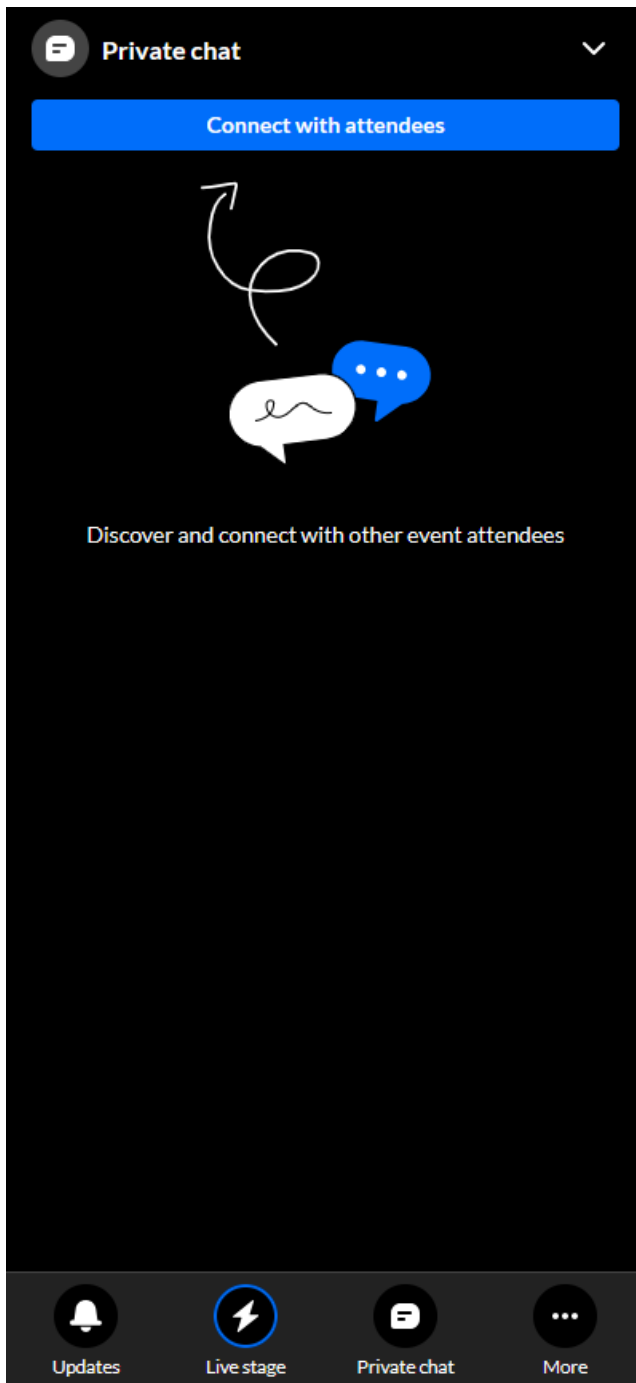 Private chat
Connect with attendees
Discover and connect with other event attendees
Updates
Live stage
Private chat
More